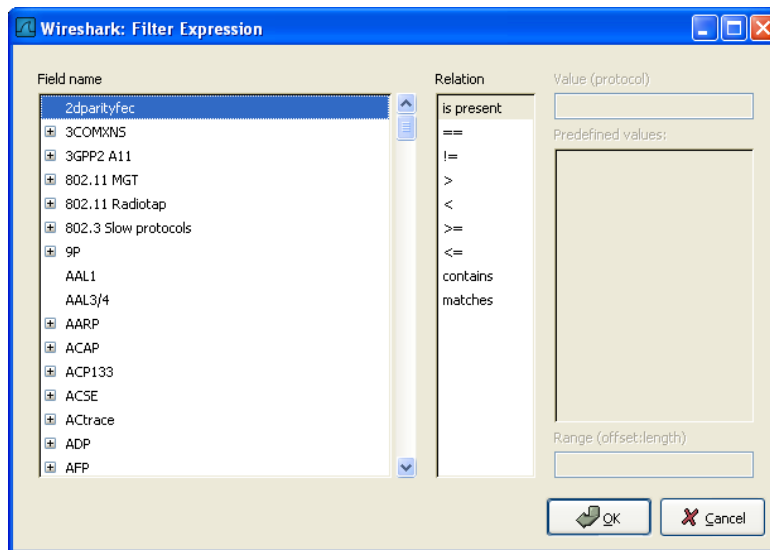 Wireshark: Filter Expression
Field name
2dparityfec
3COMXNS
3GPP2 A11
802.11 MGT
802.11 Radiotap
802.3 Slow protocols
9P
AAL1
AAL3/4
AARP
ACAP
ACP133
ACSE
ACtrace
ADP
AFP
Relation
is present
==
!=
>
<
>=
<=
contains
matches
Value (protocol)
Predefined values:
Range (offset:length)
OK
Cancel